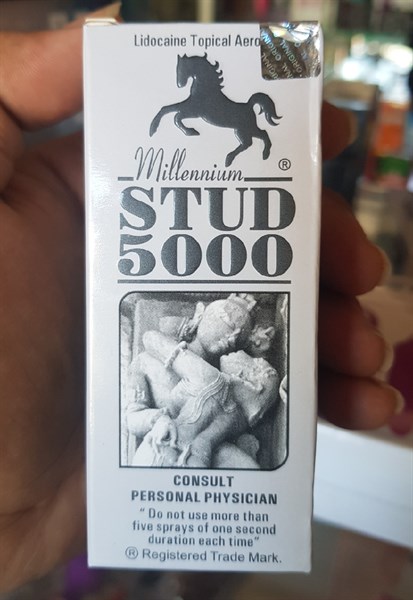 Lidocaine Topical Aero
ORIGINAL
Millennium ®
STUD
5000
CONSULT
PERSONAL PHYSICIAN
"Do not use more than
five sprays of one second
duration each time"
® Registered Trade Mark.